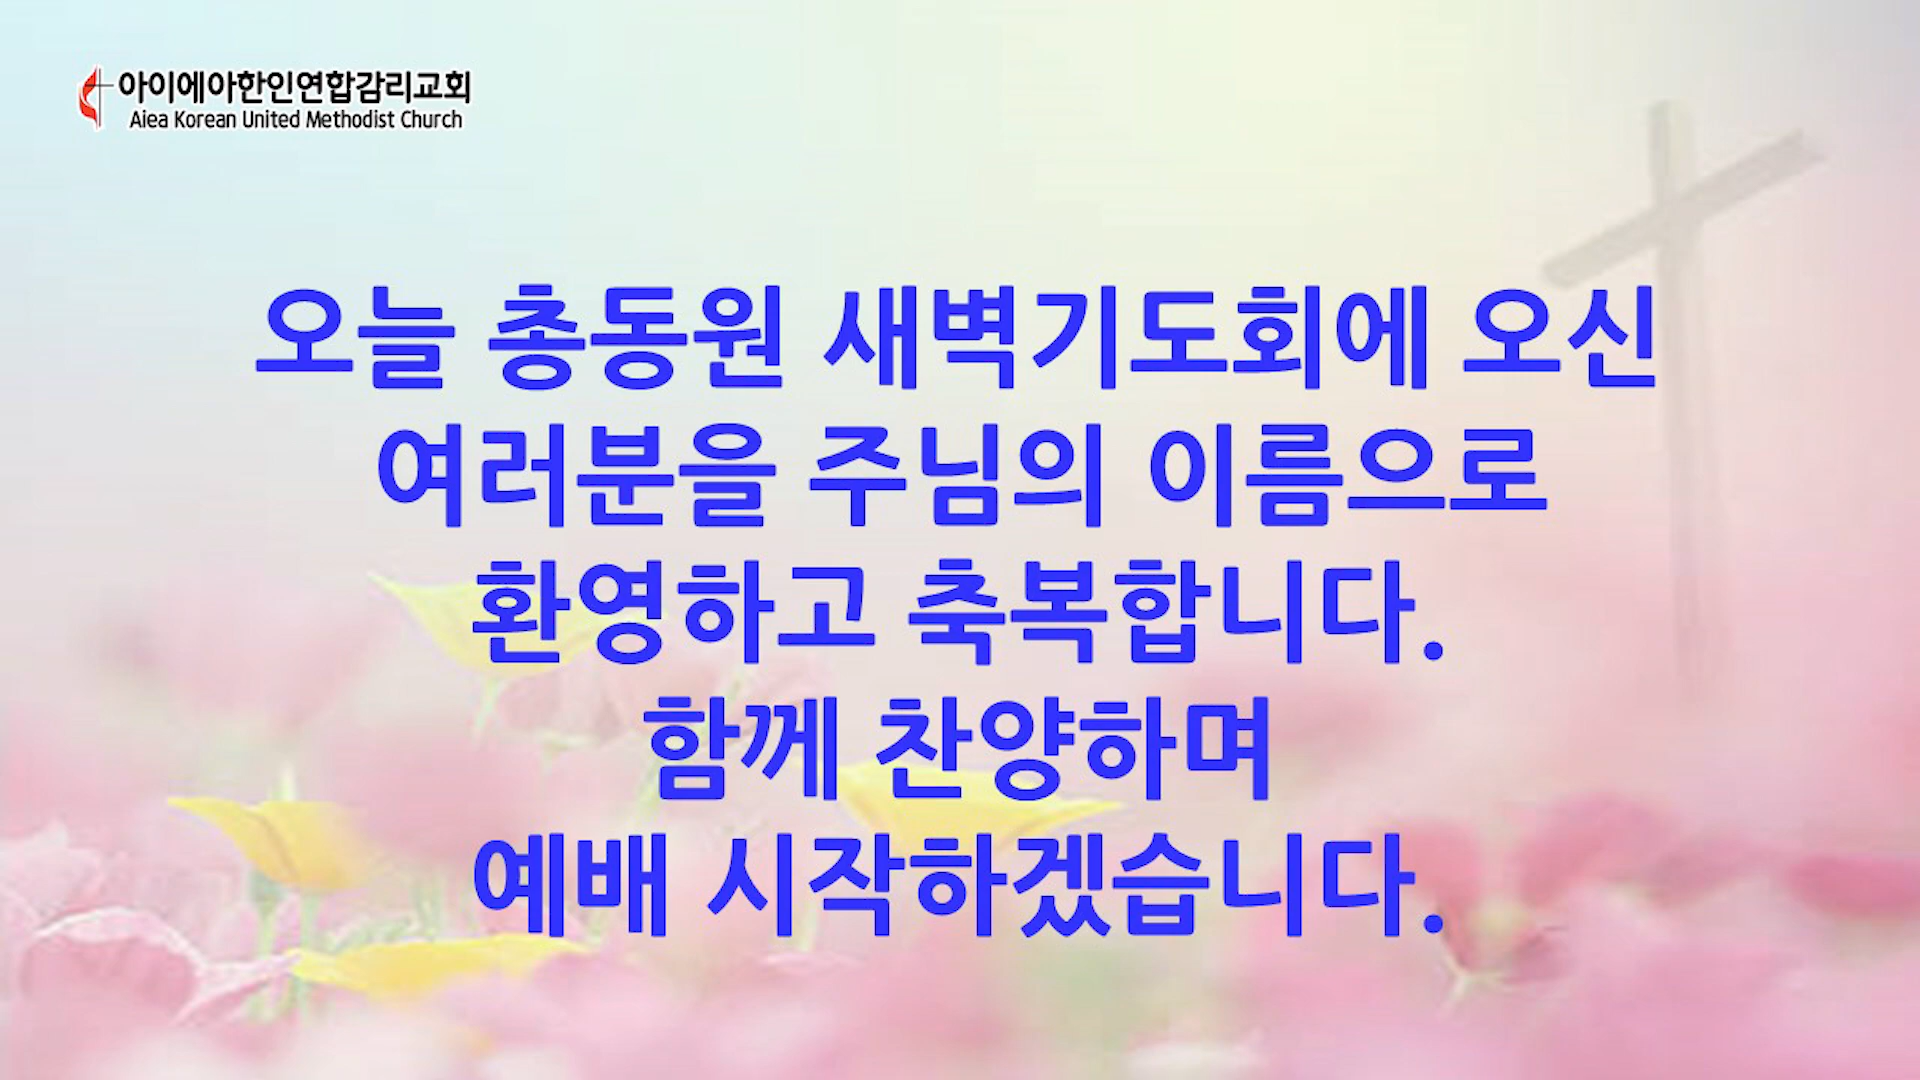 아이에아한인연합감리교회
Aiea Korean United Methodist Church
오늘 총동원 새벽기도회에 오신
여러분을 주님의 이름으로
환영하고 축복합니다.
함께 찬양하며
예배 시작하겠습니다.